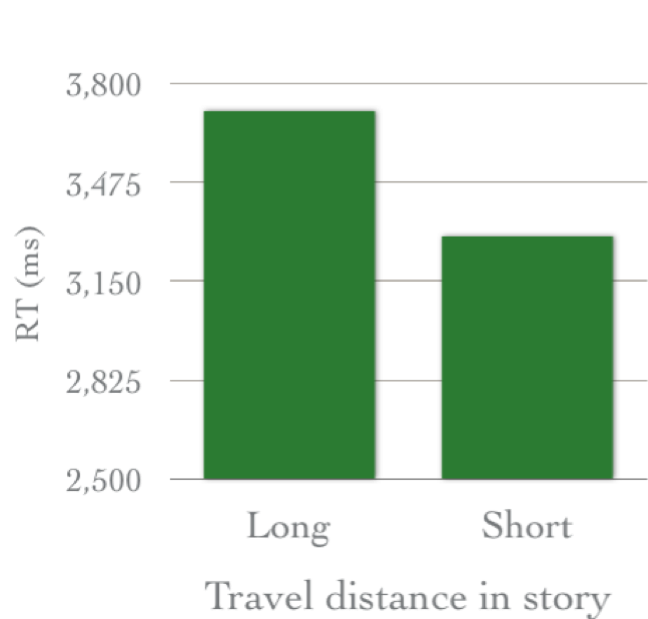 3,800
3,475
3,150
2,825
2,500
RT (ms)
Long
Short
Travel distance in story